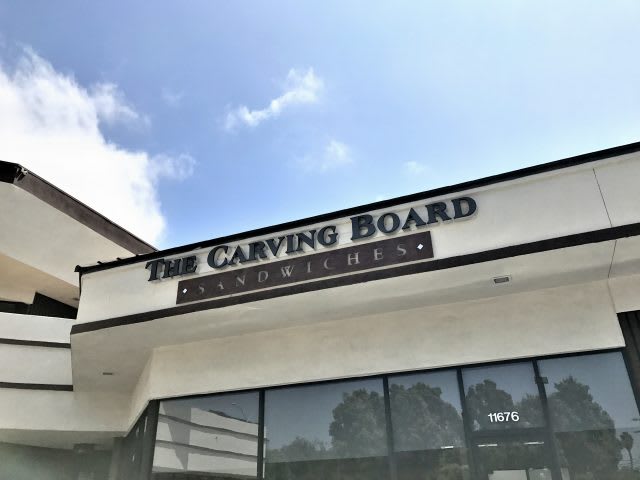 THE CARVING BOARD
SANDWICHES
11676